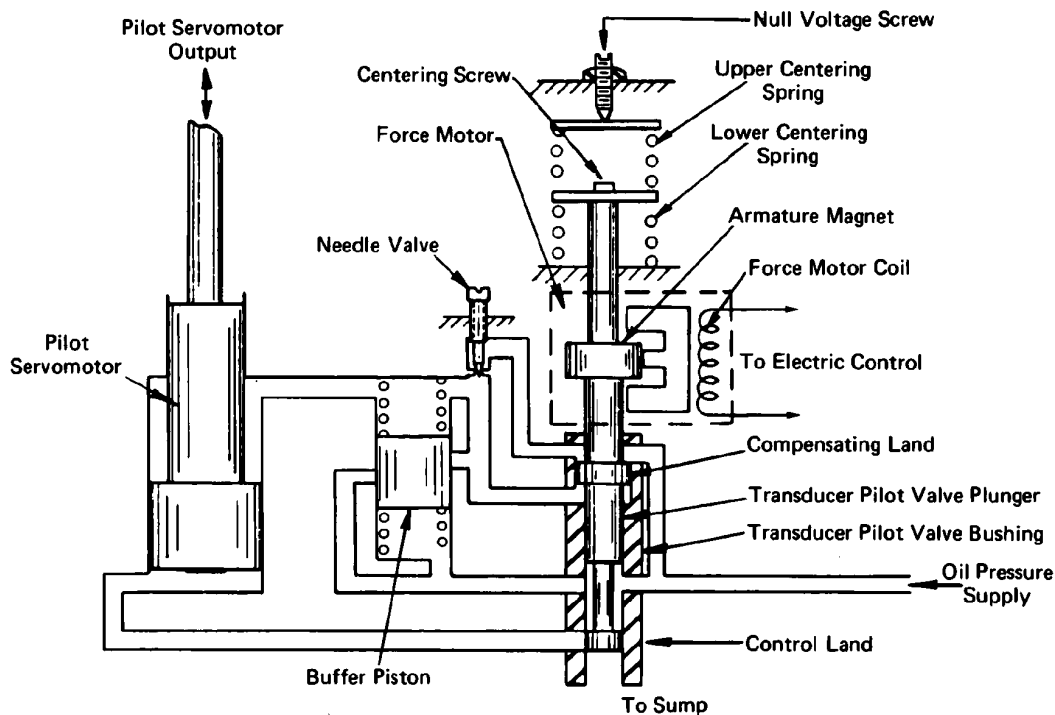 Null Voltage Screw
Pilot Servomotor
Output
Centering Screw
Upper Centering
Spring
Force Motor
Lower Centering
Spring
Armature Magnet
Needle Valve
Force Motor Coil
Pilot
Servomotor
To Electric Control
Compensating Land
Transducer Pilot Valve Plunger
Transducer Pilot Valve Bushing
Oil Pressure
Supply
Control Land
Buffer Piston
To Sump